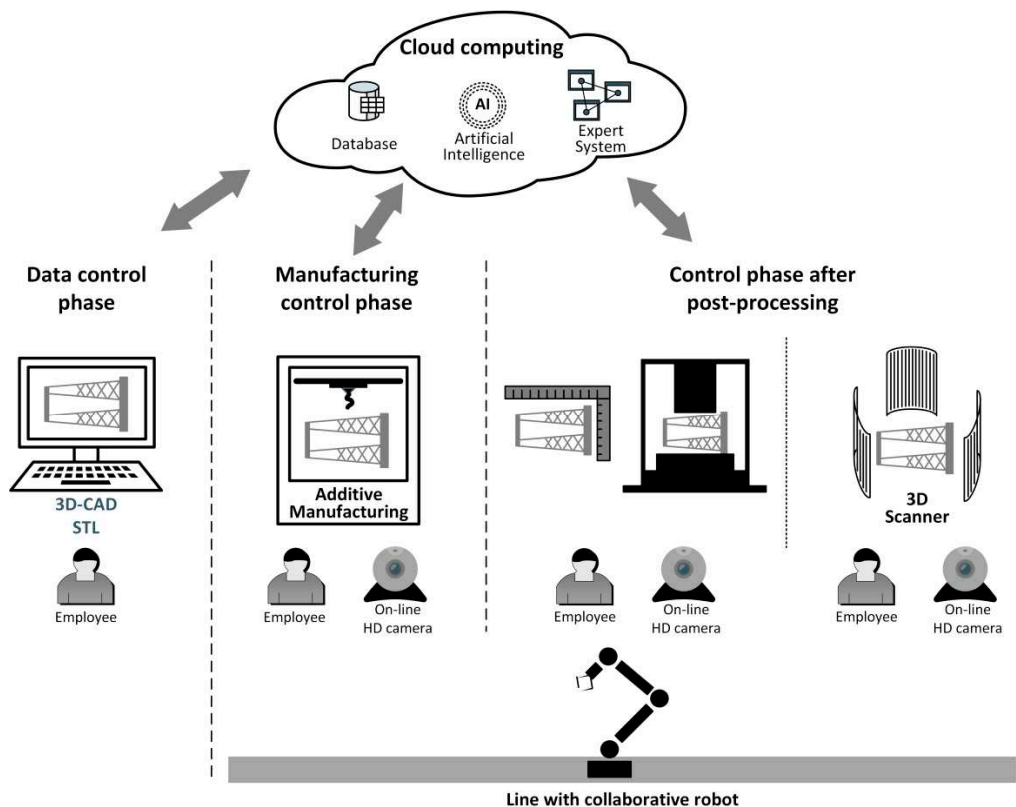 Cloud computing
Database
AI
Artificial
Intelligence
Expert
System
Data control
phase
Manufacturing
control phase
Control phase after
post-processing
3D-CAD
STL
Additive
Manufacturing
3D
Scanner
Employee
Employee
On-line
HD camera
Employee
On-line
HD camera
Employee
On-line
HD camera
Line with collaborative robot